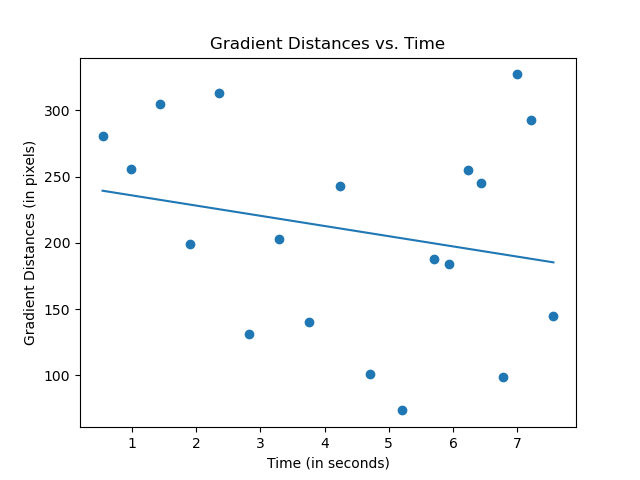 Gradient Distances vs. Time
300
250
200
150
100
Gradient Distances (in pixels)
1 2 3 4 5 6 7
Time (in seconds)